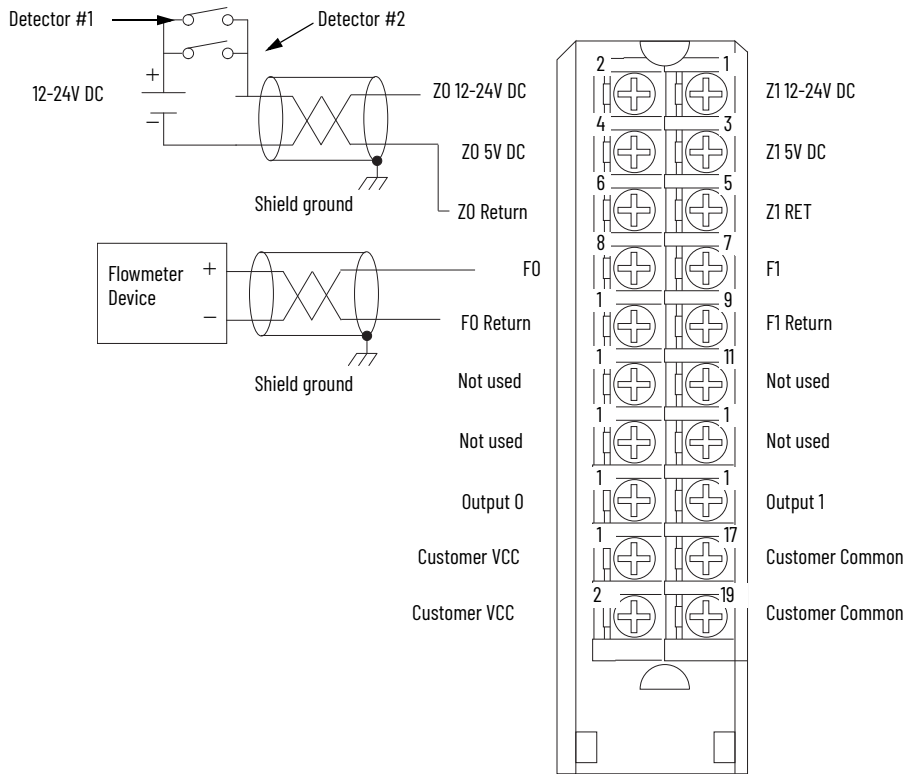 Detector #1
Detector #2
+
12-24V DC
−
Shield ground
Z0 12-24V DC
Z0 5V DC
Z0 Return
Flowmeter
Device
+
−
Shield ground
F0
F0 Return
Not used
Not used
Output 0
Customer VCC
Customer VCC
2 1
4 3
6 5
8 7
1 9
1 11
1 1
1 1
1 17
2 19
Z1 12-24V DC
Z1 5V DC
Z1 RET
F1
F1 Return
Not used
Not used
Output 1
Customer Common
Customer Common